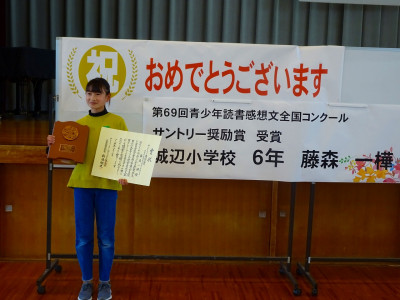 祝
おめでとうございます
第69回青少年読書感想文全国コンクール
サントリー奨励賞 受賞
城辺小学校 6年 藤森 一樺